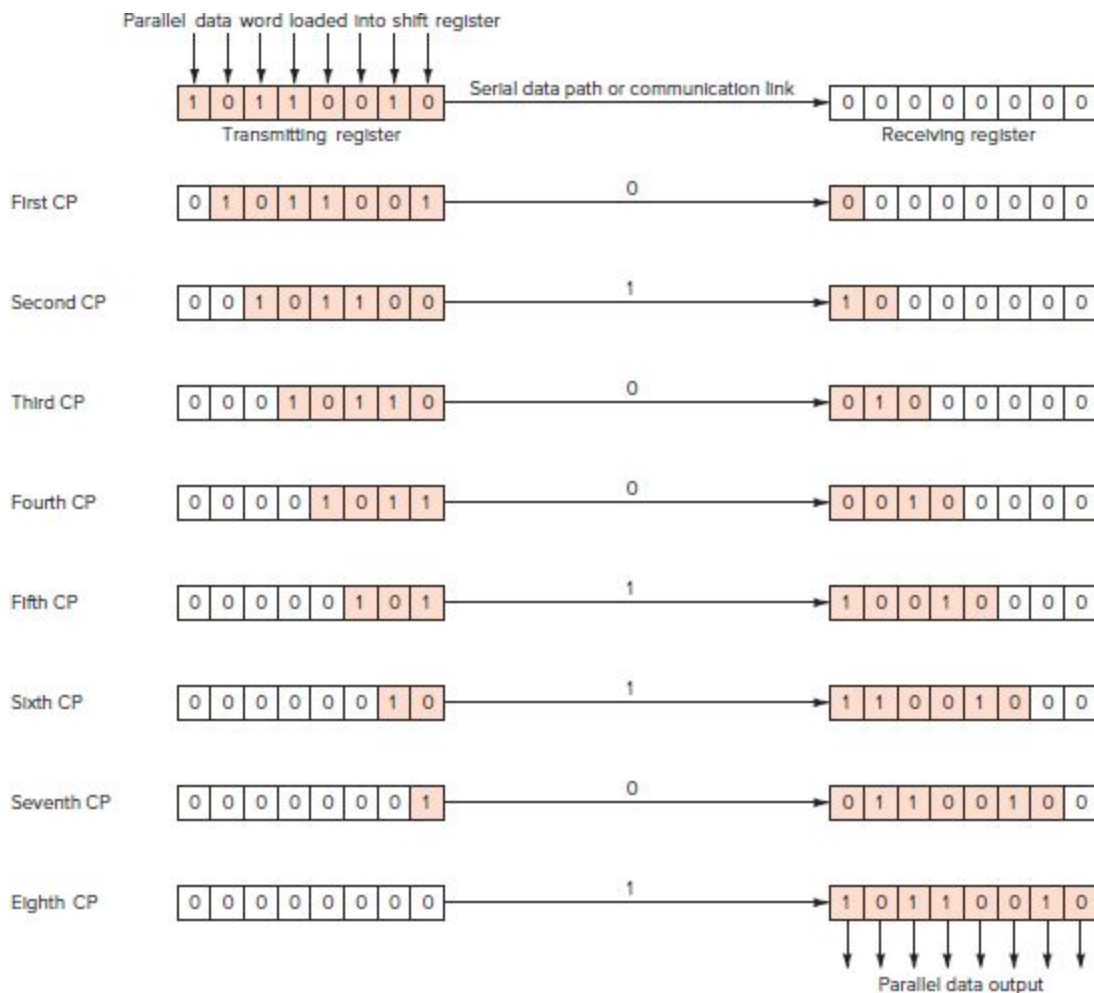 Parallel data word loaded into shift register
1 0 1 1 0 0 1 0 Serial data path or communication link 0 0 0 0 0 0 0 0
Transmitting register Receiving register
First CP 0 1 0 1 1 0 0 1 0 0 0 0 0 0 0 0 0
Second CP 0 0 1 0 1 1 0 0 1 1 0 0 0 0 0 0 0
Third CP 0 0 0 1 0 1 1 0 0 0 1 0 0 0 0 0 0
Fourth CP 0 0 0 0 1 0 1 1 0 0 0 1 0 0 0 0 0
Fifth CP 0 0 0 0 0 1 0 1 1 1 0 0 1 0 0 0 0
Sixth CP 0 0 0 0 0 0 1 0 1 1 1 0 0 1 0 0 0
Seventh CP 0 0 0 0 0 0 0 1 0 0 1 1 0 0 1 0 0
Eighth CP 0 0 0 0 0 0 0 0 1 1 0 1 1 0 0 1 0
Parallel data output